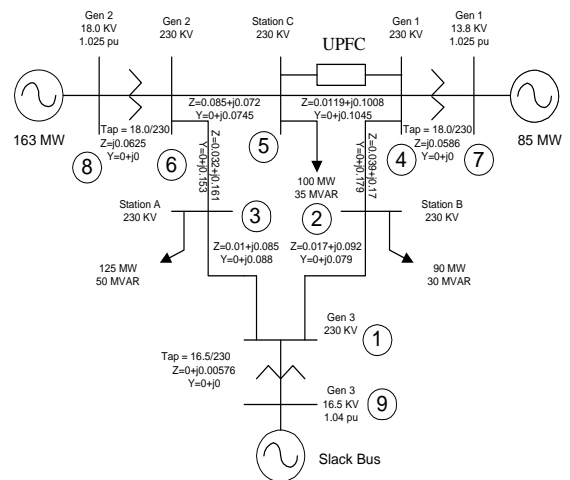 Gen 2
18.0 KV
1.025 pu
Gen 2
230 KV
Station C
230 KV
UPFC
Gen 1
230 KV
Gen 1
13.8 KV
1.025 pu
163 MW
85 MW
Z=0.085+j0.072
Y=0+j0.0745
Z=0.0119+j0.1008
Y=0+j0.1045
Tap = 18.0/230
Z=j0.0625
Y=0+j0
Tap = 18.0/230
Z=j0.0586
Y=0+j0
8
6
5
4
7
Z=0.032+j0.161
Y=0+j0.153
Z=0.039+j0.17
Y=0+j0.179
100 MW
35 MVAR
Station A
230 KV
3
2
Station B
230 KV
Z=0.01+j0.085
Y=0+j0.088
Z=0.017+j0.092
Y=0+j0.079
125 MW
50 MVAR
90 MW
30 MVAR
Gen 3
230 KV
1
Tap = 16.5/230
Z=0+j0.00576
Y=0+j0
Gen 3
16.5 KV
1.04 pu
9
Slack Bus